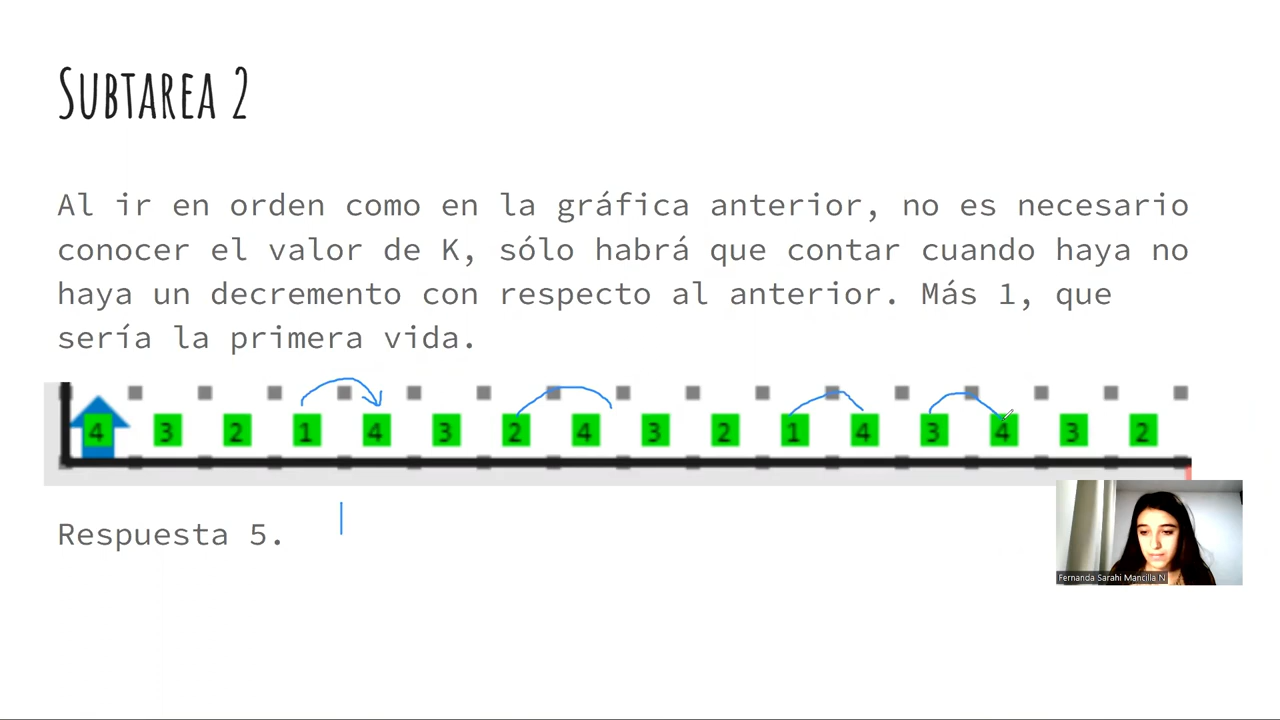 SUBTAREA 2
Al ir en orden como en la gráfica anterior, no es necesario
conocer el valor de K, sólo habrá que contar cuando haya no
haya un decremento con respecto al anterior. Más 1, que
sería la primera vida.
4 3 2 1 4 3 2 4 3 2 1 4 3 4 3 2
Respuesta 5.
Fernanda Sarahi Mancilla N